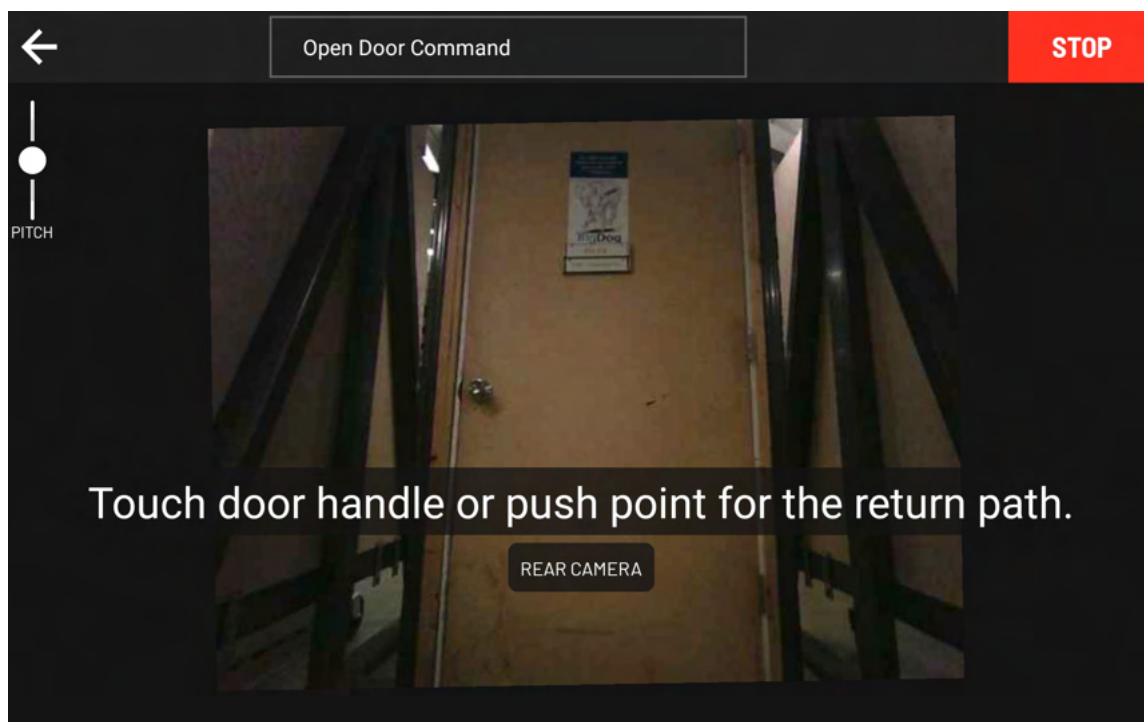 Open Door Command
STOP
PITCH
BigDog
Touch door handle or push point for the return path.
REAR CAMERA